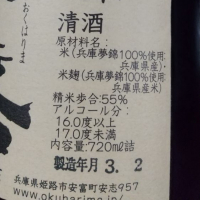 おくはりま
清酒
原材料名：
米（兵庫夢錦100%使用、
兵庫県産）・
米麹（兵庫夢錦100%使用、
兵庫県産米）
精米歩合：55%
アルコール分：
16.0度以上
17.0度未満
内容量：720ml詰
製造年月 3. 2
兵庫県姫路市安富町安志957
www.okuharima.jp/